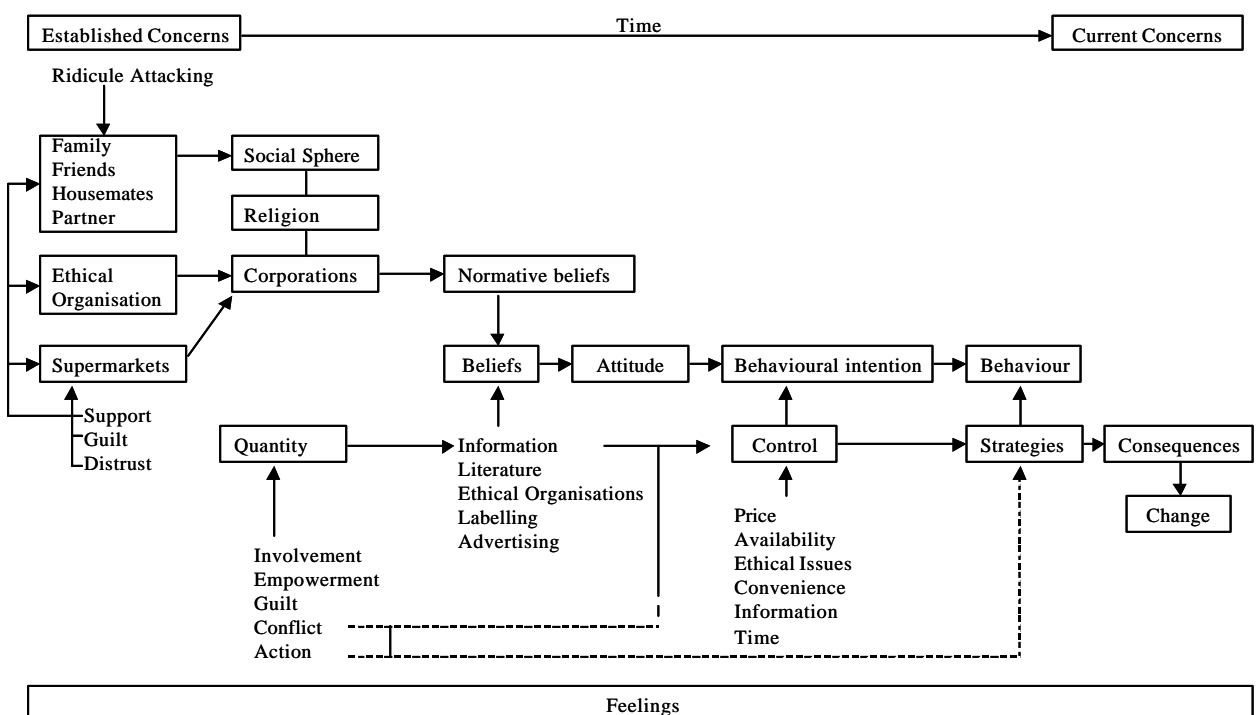 Time
Established Concerns
Current Concerns
Ridicule Attacking
Family
Friends
Housemates
Partner
Social Sphere
Religion
Ethical
Organisation
Corporations
Normative beliefs
Supermarkets
Beliefs
Attitude
Behavioural intention
Behaviour
Support
Guilt
Distrust
Quantity
Information
Literature
Ethical Organisations
Labelling
Advertising
Control
Strategies
Consequences
Change
Price
Availability
Ethical Issues
Convenience
Information
Time
Involvement
Empowerment
Guilt
Conflict
Action
Feelings